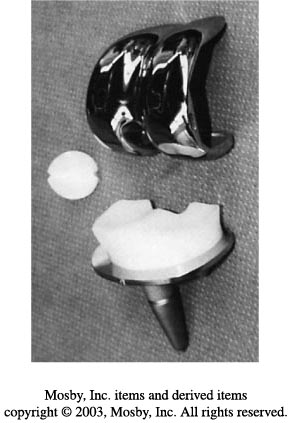 Mosby, Inc. items and derived items
copyright © 2003, Mosby, Inc. All rights reserved.